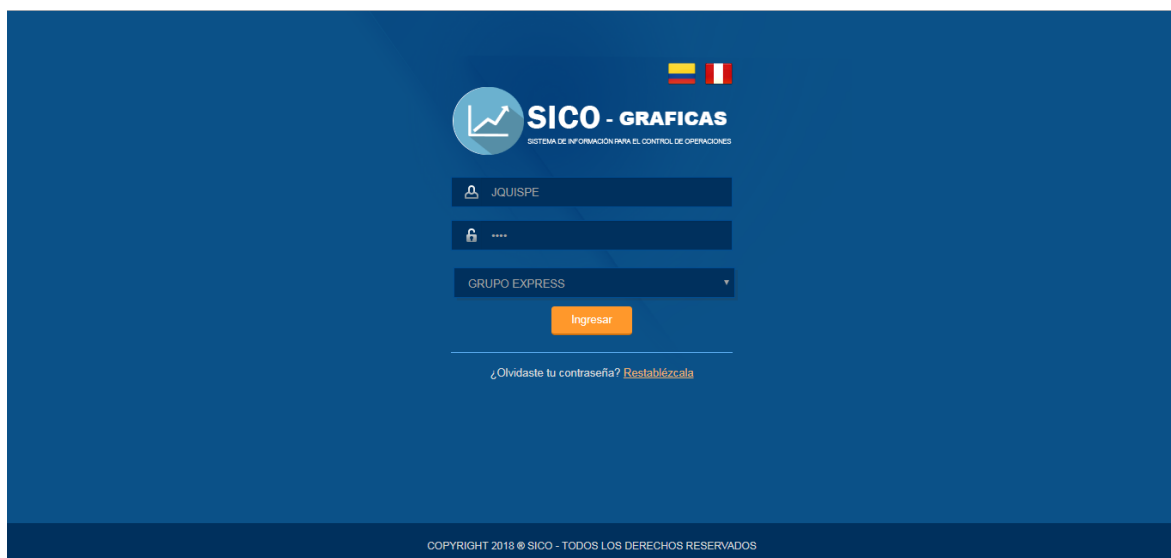 SICO - GRAFICAS
SISTEMA DE INFORMACIÓN PARA EL CONTROL DE OPERACIONES
JQUISPE
••••
GRUPO EXPRESS
Ingresar
¿Olvidaste tu contraseña? Restablézcala
COPYRIGHT 2018 ® SICO - TODOS LOS DERECHOS RESERVADOS